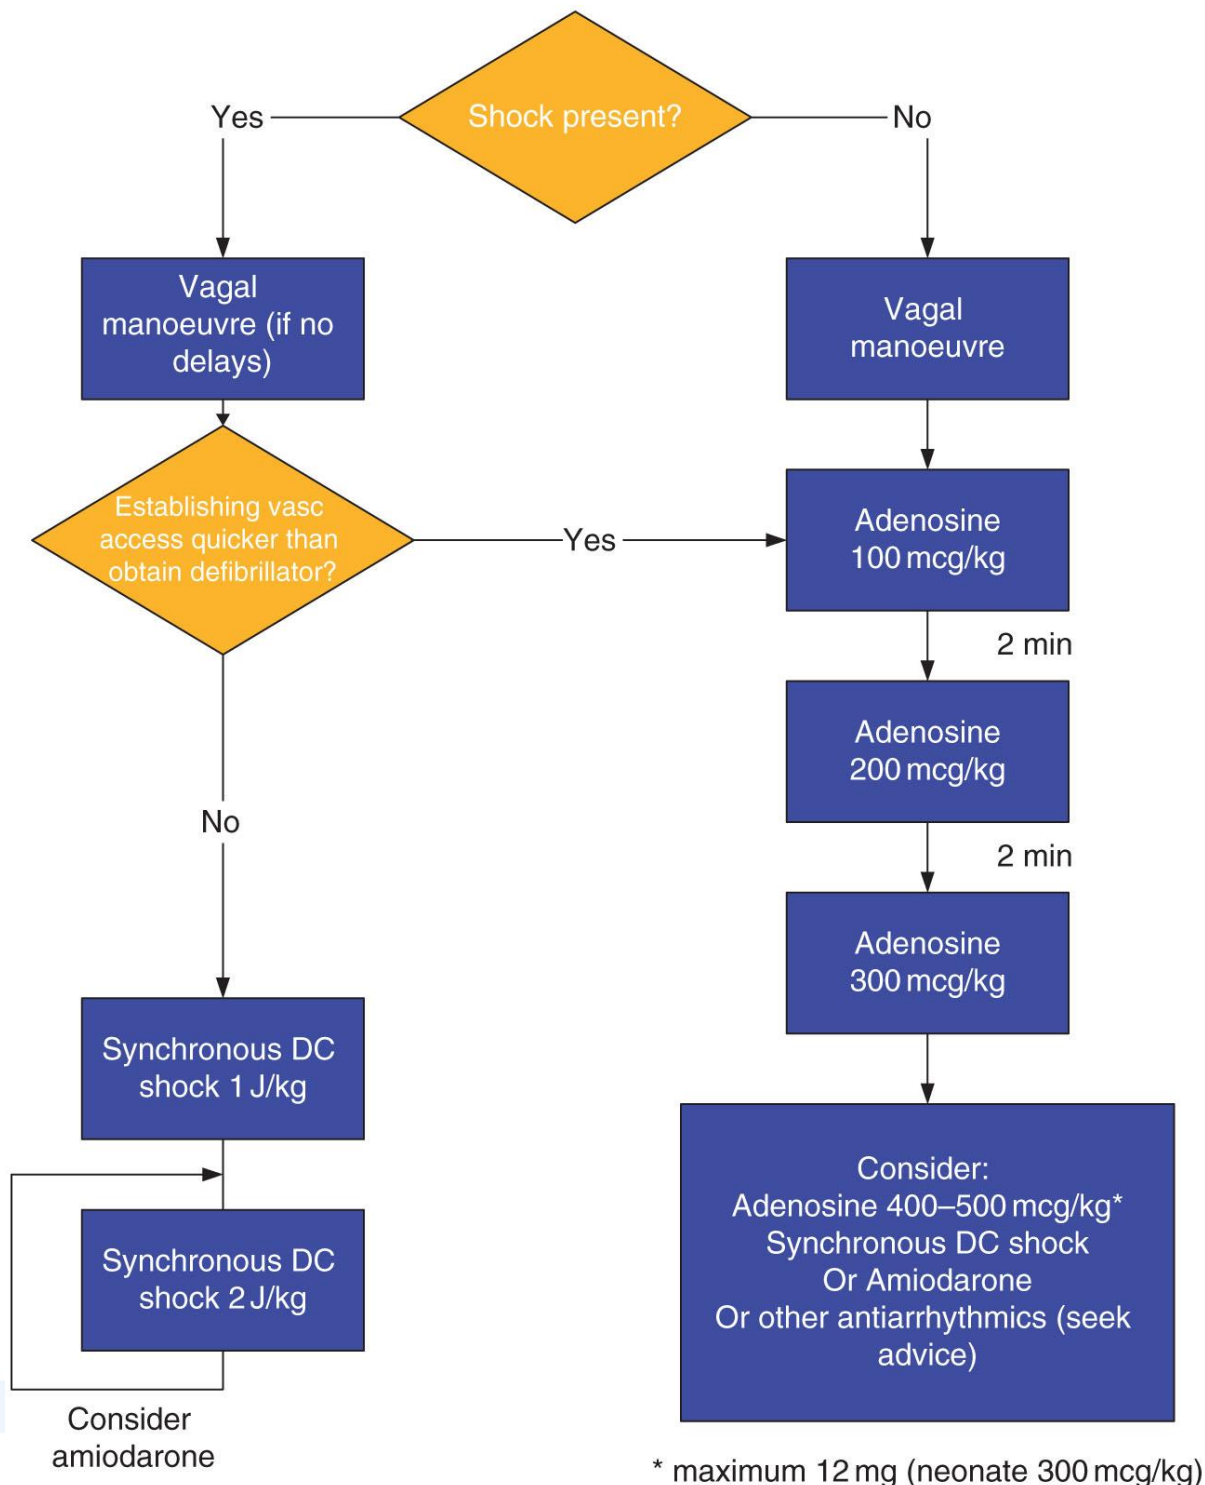 Shock present?
Yes
No
Vagal
manoeuvre (if no
delays)
Vagal
manoeuvre
Establishing vasc
access quicker than
obtain defibrillator?
Yes
Adenosine
100 mcg/kg
2 min
Adenosine
200 mcg/kg
No
2 min
Adenosine
300 mcg/kg
Synchronous DC
shock 1 J/kg
Synchronous DC
shock 2 J/kg
Consider
amiodarone
Consider:
Adenosine 400–500 mcg/kg*
Synchronous DC shock
Or Amiodarone
Or other antiarrhythmics (seek
advice)
* maximum 12 mg (neonate 300 mcg/kg)